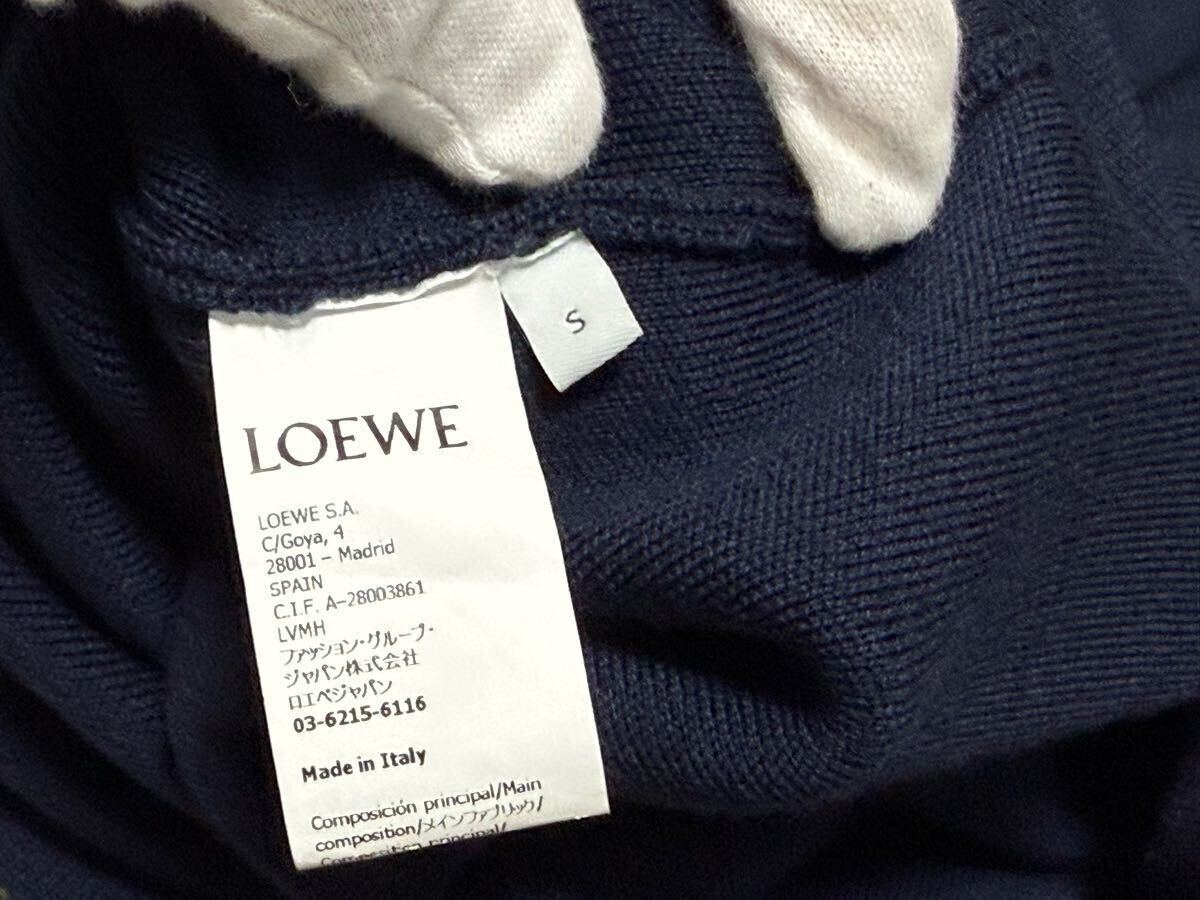 S
LOEWE
LOEWE S.A.
C/Goya, 4
28001 - Madrid
SPAIN
C.I.F. A-28003861
LVMH
ファッション・グループ・
ジャパン株式会社
ロエベジャパン
03-6215-6116
Made in Italy
Composición principal/Main
composition/メインファブリック/
principal/